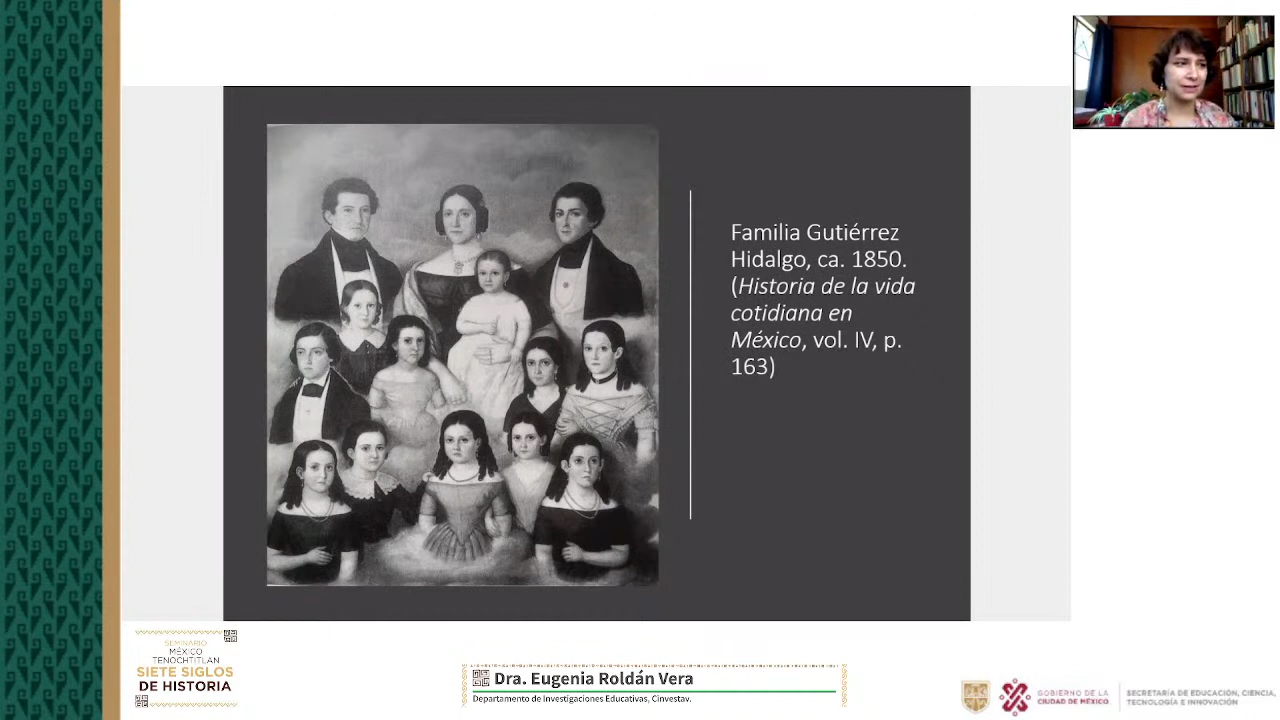 Familia Gutiérrez
Hidalgo, ca. 1850.
(Historia de la vida
cotidiana en
México, vol. IV, p.
163)
SEMINARIO
MÉXICO
TENOCHTITLAN
SIETE SIGLOS
DE HISTORIA
Dra. Eugenia Roldán Vera
Departamento de Investigaciones Educativas, Cinvestav.
GOBIERNO DE LA
CIUDAD DE MÉXICO
SECRETARÍA DE EDUCACIÓN, CIENCIA,
TECNOLOGÍA E INNOVACIÓN